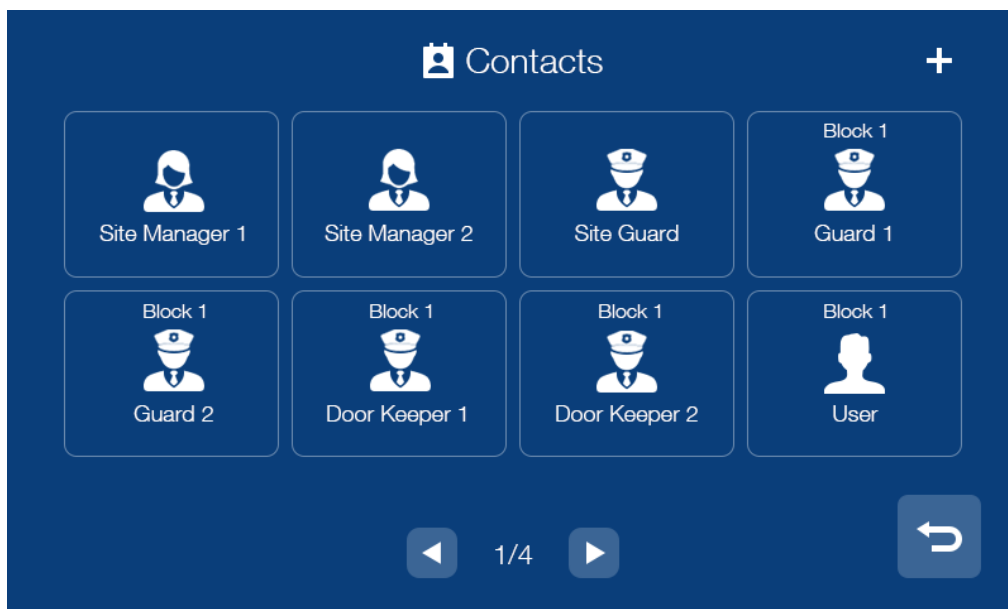 Contacts
Site Manager 1
Site Manager 2
Site Guard
Block 1
Guard 1
Block 1
Guard 2
Block 1
Door Keeper 1
Block 1
Door Keeper 2
Block 1
User
1/4